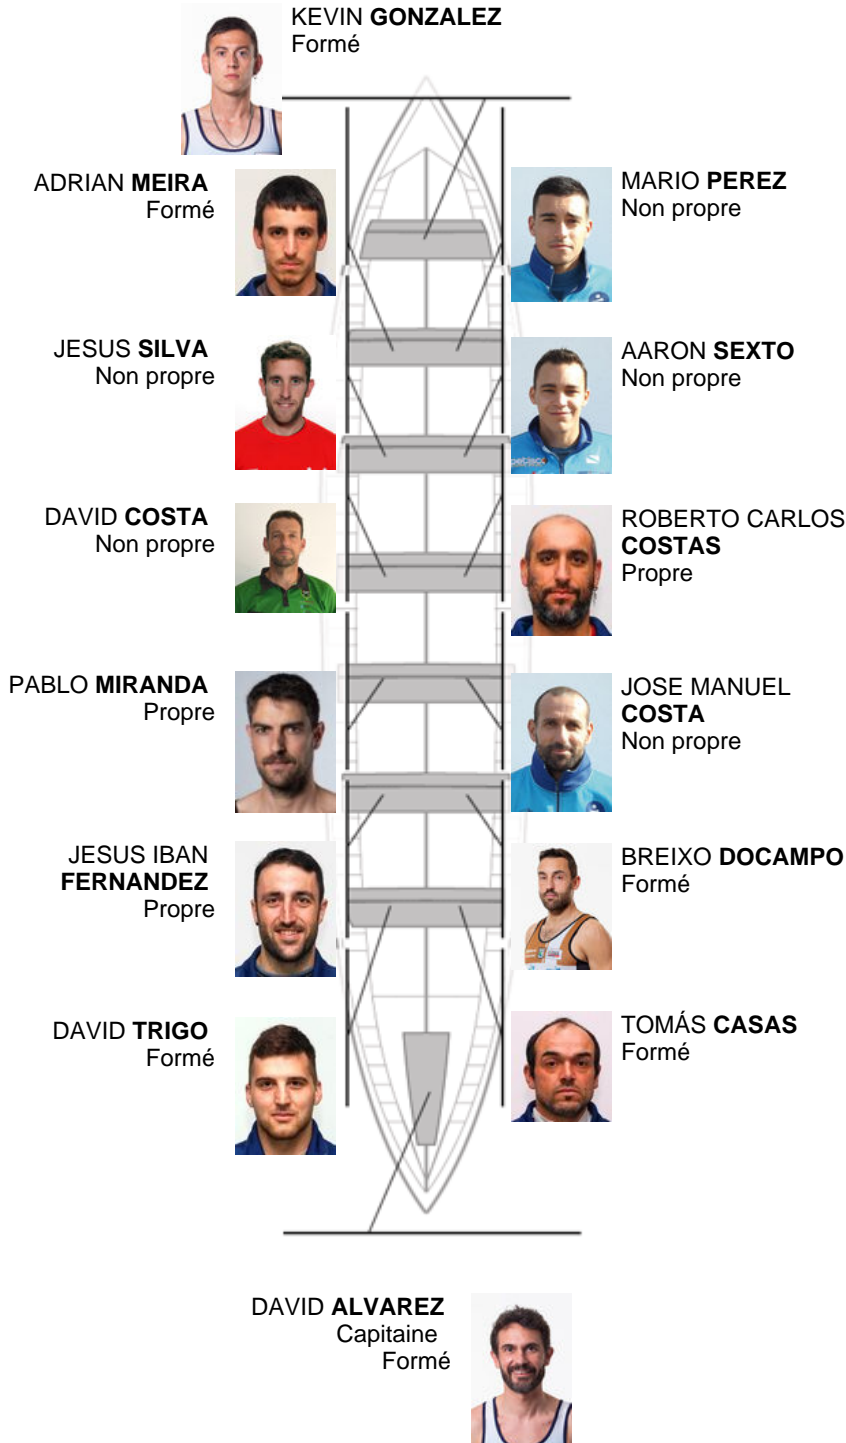 KEVIN GONZALEZ
Formé
ADRIAN MEIRA
Formé
MARIO PEREZ
Non propre
JESUS SILVA
Non propre
AARON SEXTO
Non propre
DAVID COSTA
Non propre
ROBERTO CARLOS
COSTAS
Propre
PABLO MIRANDA
Propre
JOSE MANUEL
COSTA
Non propre
JESUS IBAN
FERNANDEZ
Propre
BREIXO DOCAMPO
Formé
DAVID TRIGO
Formé
TOMÁS CASAS
Formé
DAVID ALVAREZ
Capitaine
Formé